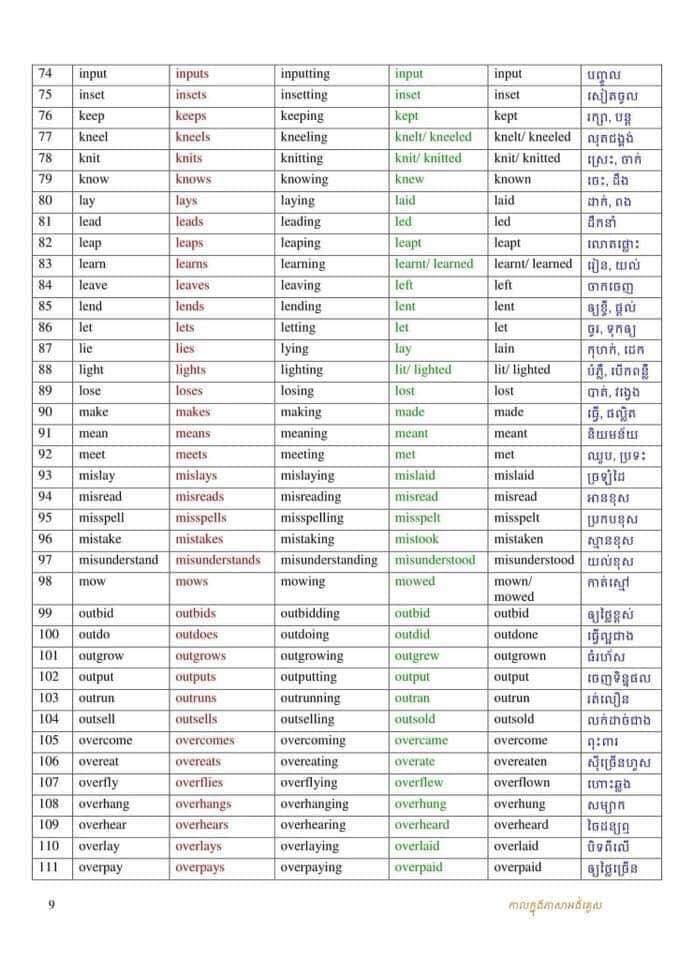 74 input inputs inputting input input បញ្ចូល
75 inset insets insetting inset inset សៀតចូល
76 keep keeps keeping kept kept រក្សា, បន្ត
77 kneel kneels kneeling knelt/ kneeled knelt/ kneeled លុតជង្គង់
78 knit knits knitting knit/ knitted knit/ knitted ស្រេះ, ចាក់
79 know knows knowing knew known ចេះ, ដឹង
80 lay lays laying laid laid ដាក់, ពង
81 lead leads leading led led ដឹកនាំ
82 leap leaps leaping leapt leapt លោតផ្លោះ
83 learn learns learning learnt/ learned learnt/ learned រៀន, យល់
84 leave leaves leaving left left ចាកចេញ
85 lend lends lending lent lent ឲ្យខ្ចី, ផ្តល់
86 let lets letting let let ចូរ, ទុកឲ្យ
87 lie lies lying lay lain កុហក់, ដេក
88 light lights lighting lit/ lighted lit/ lighted បំភ្លឺ, បើកពន្លឺ
89 lose loses losing lost lost បាត់, វង្វេង
90 make makes making made made ធ្វើ, ផលិ្លត
91 mean means meaning meant meant និយមន័យ
92 meet meets meeting met met ឈួប, ប្រទះ
93 mislay mislays mislaying mislaid mislaid ច្រឡំដៃ
94 misread misreads misreading misread misread អានខុស
95 misspell misspells misspelling misspelt misspelt ប្រកបខុស
96 mistake mistakes mistaking mistook mistaken ស្មានខុស
97 misunderstand misunderstands misunderstanding misunderstood misunderstood យល់ខុស
98 mow mows mowing mowed mown/ កាត់ស្មៅ
mowed
99 outbid outbids outbidding outbid outbid ឲ្យថ្លៃខ្ពស់
100 outdo outdoes outdoing outdid outdone ធ្វើល្អជាង
101 outgrow outgrows outgrowing outgrew outgrown ធំរហ័ស
102 output outputs outputting output output ចេញទិន្នផល
103 outrun outruns outrunning outran outrun រត់លឿន
104 outsell outsells outselling outsold outsold លក់ដាច់ជាង
105 overcome overcomes overcoming overcame overcome ពុះពារ
106 overeat overeats overeating overate overeaten ស៊ីច្រើនហួស
107 overfly overflies overflying overflew overflown ហោះឆ្លង
108 overhang overhangs overhanging overhung overhung សម្យាក
109 overhear overhears overhearing overheard overheard ចៃដន្យឮ
110 overlay overlays overlaying overlaid overlaid បិទពីលើ
111 overpay overpays overpaying overpaid overpaid ឲ្យថ្លៃច្រើន
9 កាលក្នុងភាសាអង់គ្លេស